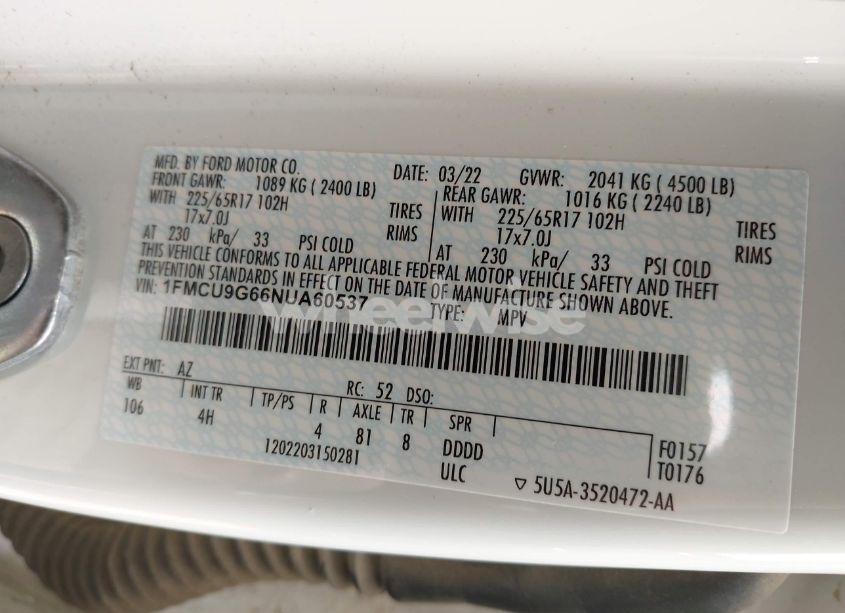 MFD. BY FORD MOTOR CO. DATE: 03/22 GVWR: 2041 KG ( 4500 LB)
FRONT GAWR: 1089 KG ( 2400 LB) REAR GAWR: 1016 KG ( 2240 LB)
WITH 225/65R17 102H TIRES WITH 225/65R17 102H TIRES
17x7.0J RIMS 17x7.0J RIMS
AT 230 kPa/ 33 PSI COLD AT 230 kPa/ 33 PSI COLD
THIS VEHICLE CONFORMS TO ALL APPLICABLE FEDERAL MOTOR VEHICLE SAFETY AND THEFT
PREVENTION STANDARDS IN EFFECT ON THE DATE OF MANUFACTURE SHOWN ABOVE.
VIN: 1FMCU9G66NUA60537 TYPE: MPV
wheelwise
EXT PNT: AZ RC: 52 DSO:
WB INT TR TP/PS R AXLE TR SPR
106 4H 4 81 8 DDDD F0157
1202203150281 ULC T0176
▽ 5U5A-3520472-AA